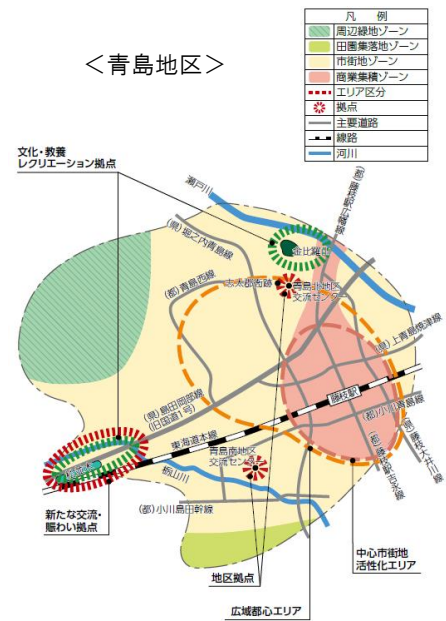 凡 例
周辺緑地ゾーン
田園集落地ゾーン
市街地ゾーン
商業集積ゾーン
エリア区分
拠点
主要道路
線路
河川
＜青島地区＞
文化・教養
レクリエーション拠点
瀬戸川
(都)藤枝駅広幡線
(県)堀之内青島線
金比羅山
(都)青島西線
志太郡衙跡
青島北地区
交流センター
(県)上青島焼津線
(県)島田岡部線
(旧国道1号)
藤枝駅
(都)小川青島線
東海道本線
青島南地区
交流センター
栃山川
(都)小川島田幹線
(都)藤枝駅吉永線
(県)藤枝大井川線
新たな交流・
賑わい拠点
地区拠点
中心市街地
活性化エリア
広域都心エリア